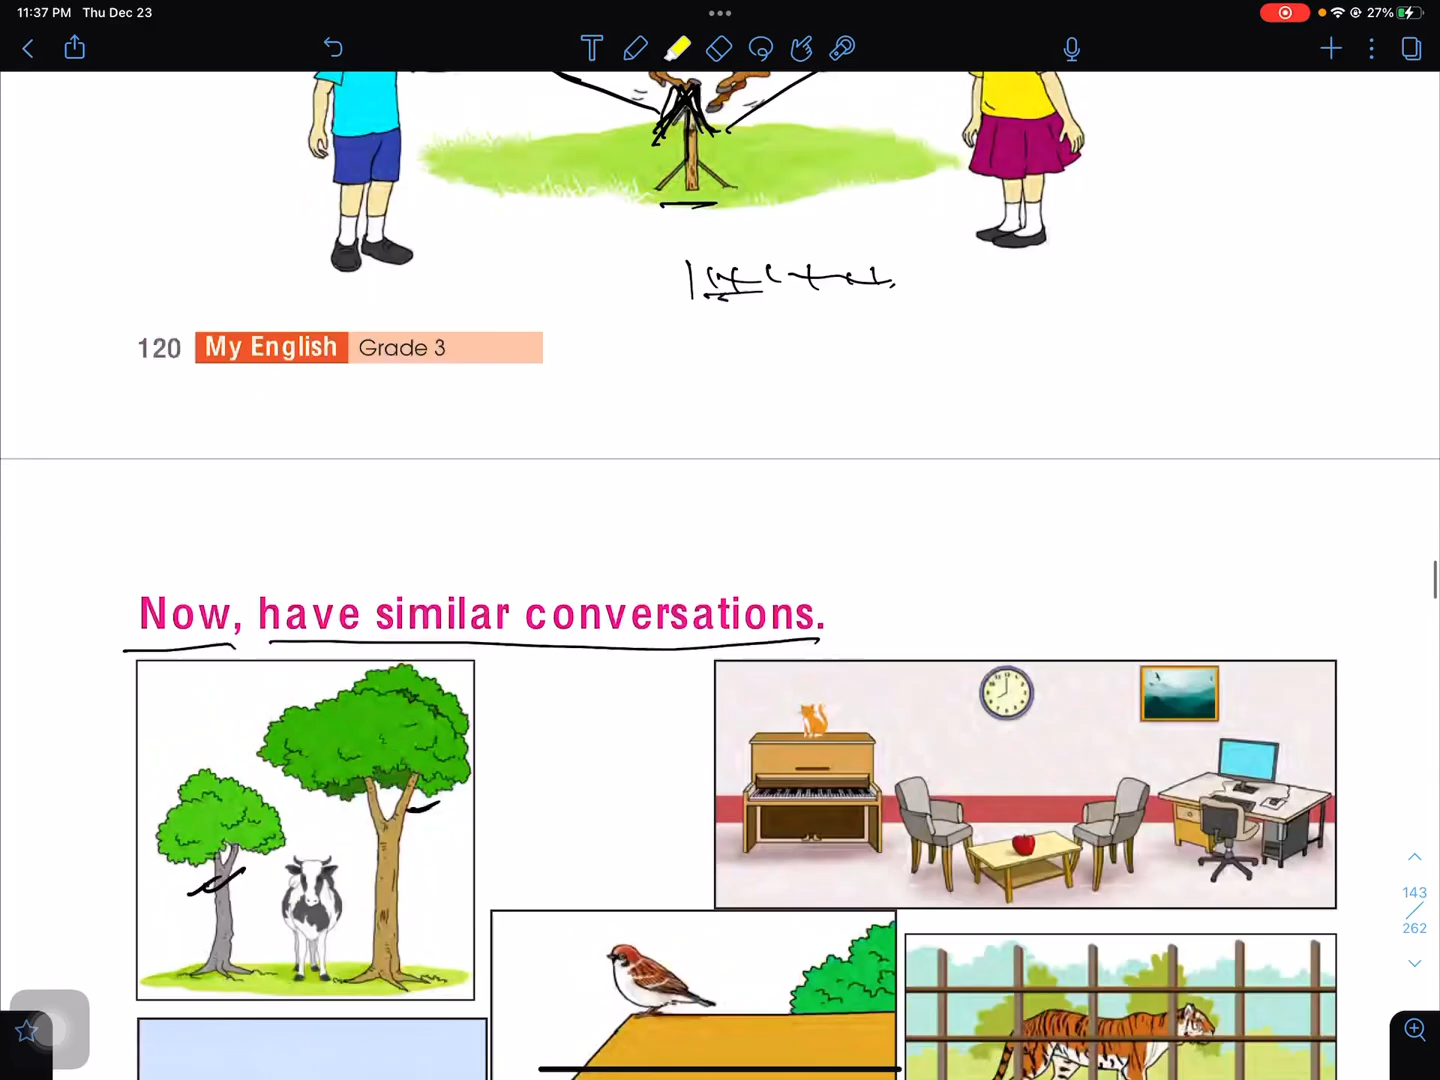 11:37 PM Thu Dec 23
27%
120 My English Grade 3
Now, have similar conversations.
143
262